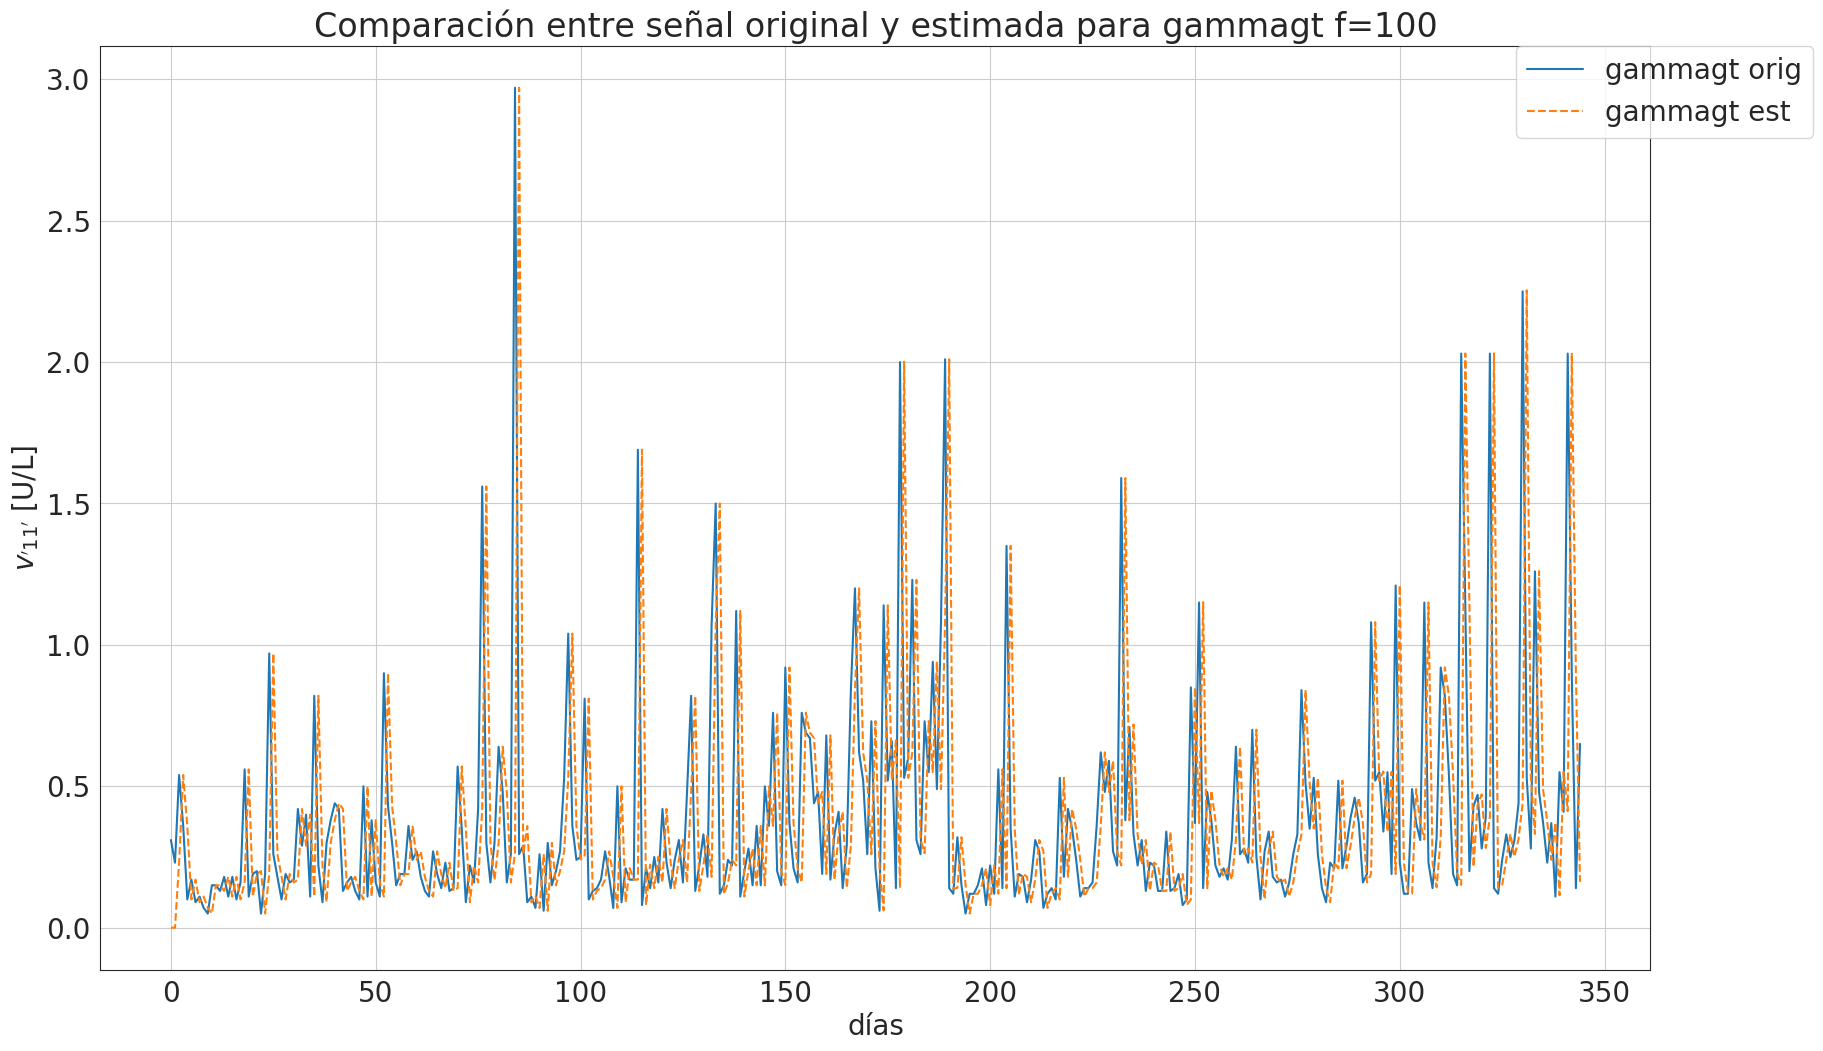 Comparación entre señal original y estimada para gammagt f=100
gammagt orig
gammagt est
3.0
2.5
2.0
1.5
1.0
0.5
0.0
v′11′ [U/L]
0 50 100 150 200 250 300 350
días